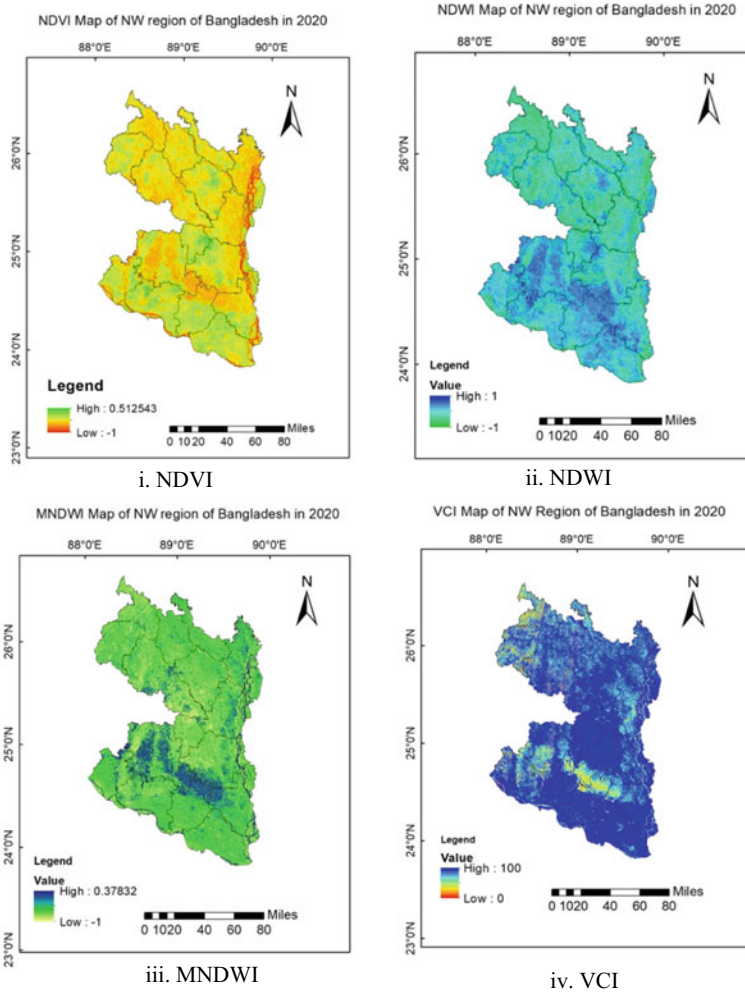 NDVI Map of NW region of Bangladesh in 2020
88°0'E 89°0'E 90°0'E
N
26°0'N
25°0'N
24°0'N
23°0'N
Legend
High : 0.512543
Low : -1
Miles
0 10 20 40 60 80
i. NDVI
NDWI Map of NW region of Bangladesh in 2020
88°0'E 89°0'E 90°0'E
N
26°0'N
25°0'N
24°0'N
Legend
Value
High : 1
Low : -1
Miles
0 10 20 40 60 80
ii. NDWI
MNDWI Map of NW region of Bangladesh in 2020
88°0'E 89°0'E 90°0'E
N
26°0'N
25°0'N
24°0'N
23°0'N
Legend
Value
High : 0.37832
Low : -1
Miles
0 10 20 40 60 80
iii. MNDWI
VCI Map of NW Region of Bangladesh in 2020
88°0'E 89°0'E 90°0'E
N
26°0'N
25°0'N
24°0'N
23°0'N
Legend
Value
High : 100
Low : 0
Miles
0 10 20 40 60 80
iv. VCI